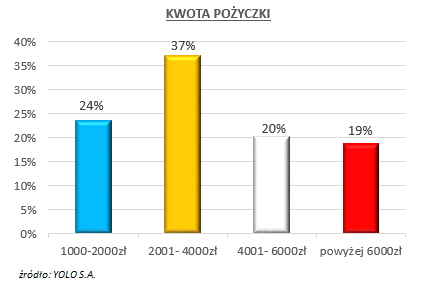 KWOTA POŻYCZKI
40%
35%
30%
25%
20%
15%
10%
5%
0%
24%
37%
20%
19%
1000-2000zł
2001- 4000zł
4001- 6000zł
powyżej 6000zł
źródło: YOLO S.A.